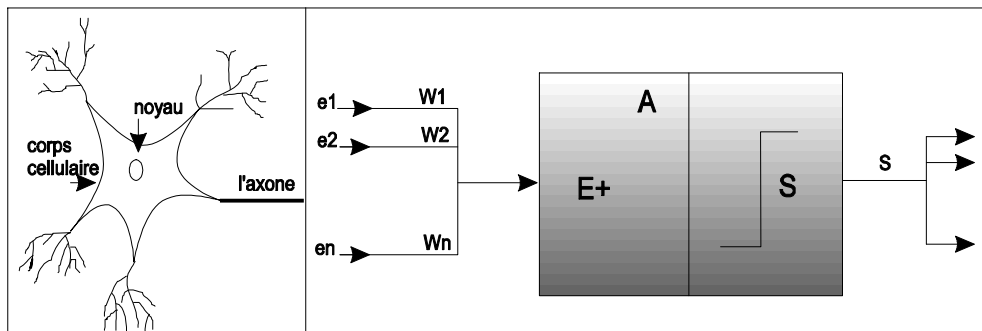 noyau
corps
cellulaire
l'axone
e1
W1
e2
W2
en
Wn
A
E+
S
S